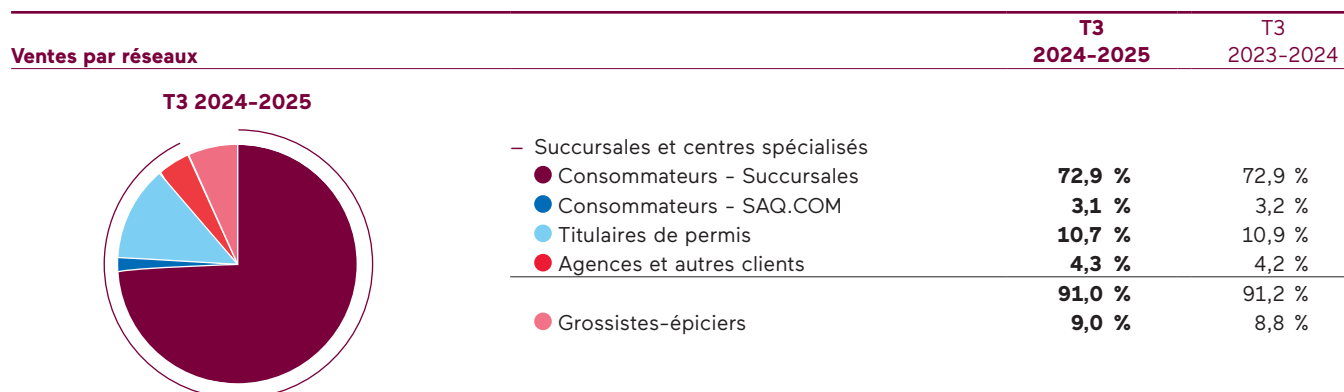 T3 T3
Ventes par réseaux 2024-2025 2023-2024
T3 2024-2025
– Succursales et centres spécialisés
Consommateurs - Succursales 72,9 % 72,9 %
Consommateurs - SAQ.COM 3,1 % 3,2 %
Titulaires de permis 10,7 % 10,9 %
Agences et autres clients 4,3 % 4,2 %
91,0 % 91,2 %
Grossistes-épiciers 9,0 % 8,8 %